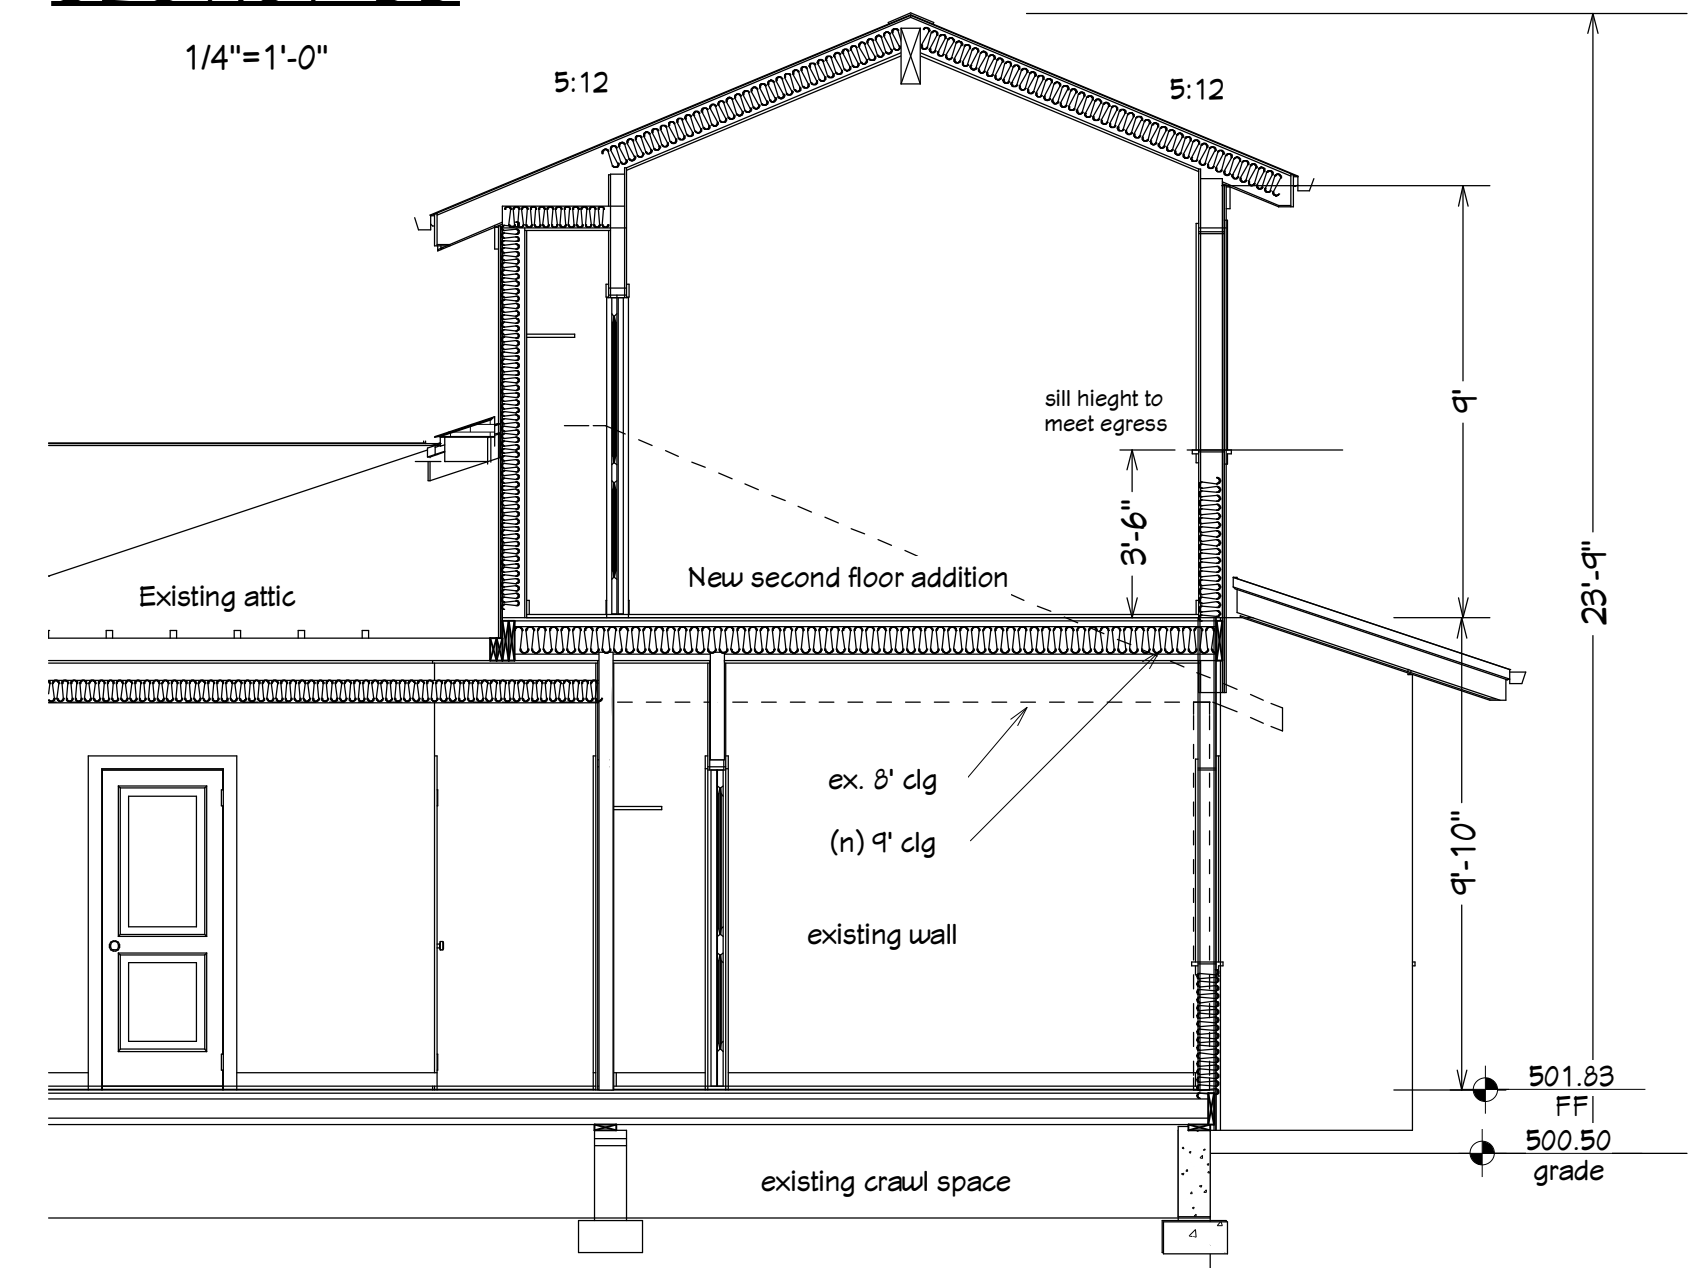 1/4"=1'-0"
5:12
5:12
sill hieght to
meet egress
9'
3'-6"
23'-9"
New second floor addition
Existing attic
ex. 8' clg
(n) 9' clg
9'-10"
existing wall
501.83
FF
500.50
grade
existing crawl space